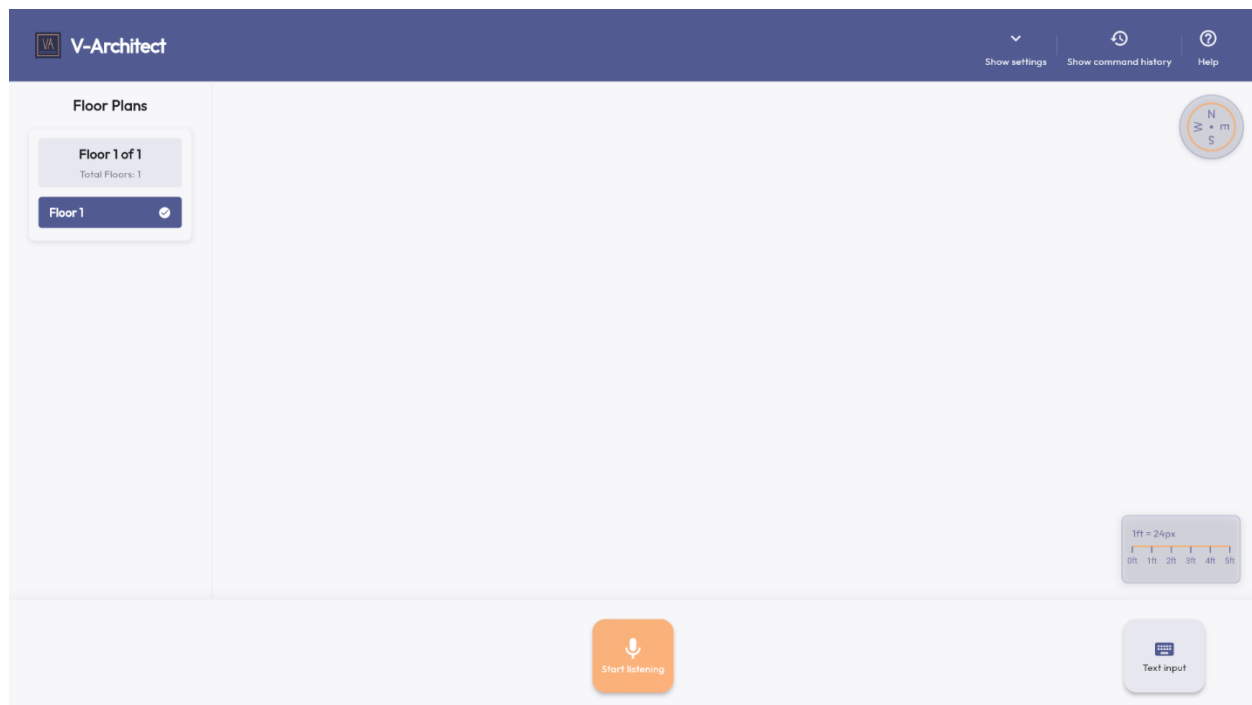 VA
V-Architect
Show settings
Show command history
Help
Floor Plans
Floor 1 of 1
Total Floors: 1
Floor 1
N
W E
S
1ft = 24px
0ft 1ft 2ft 3ft 4ft 5ft
Start listening
Text input